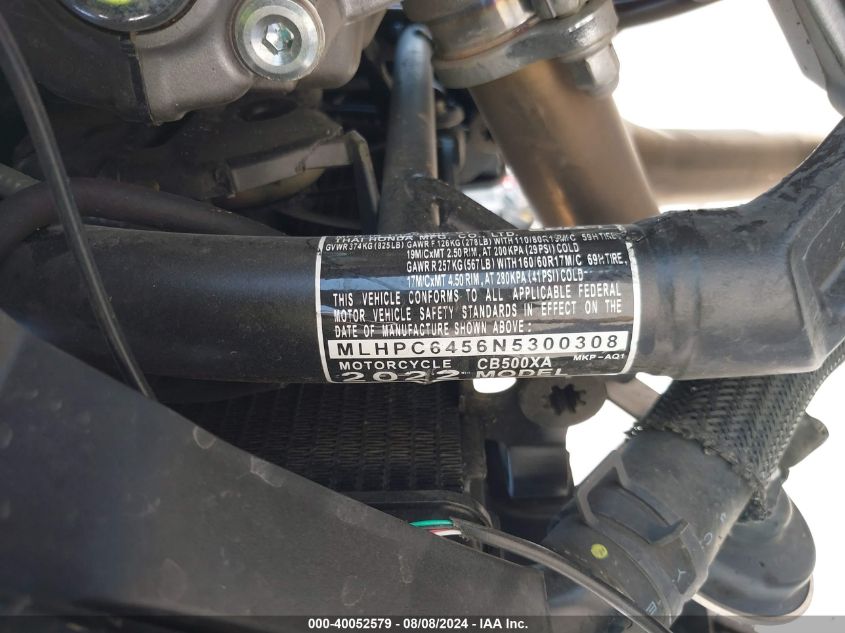 THAI HONDA MFG. CO., LTD.
GVWR 374KG (825LB) GAWR F 126KG (278LB) WITH 110/80R19M/C 59H TIRE,
19M/CxMT 2.50 RIM, AT 200KPA (29PSI) COLD
GAWR R 257KG (567LB) WITH 160/60R17M/C 69H TIRE,
17M/CxMT 4.50 RIM, AT 280KPA (41PSI) COLD
THIS VEHICLE CONFORMS TO ALL APPLICABLE FEDERAL
MOTOR VEHICLE SAFETY STANDARDS IN EFFECT ON THE
DATE OF MANUFACTURE SHOWN ABOVE:
MLHPC6456N5300308
MOTORCYCLE CB500XA MKP-AQ1
2022 MODEL
000-40052579 - 08/08/2024 - IAA Inc.